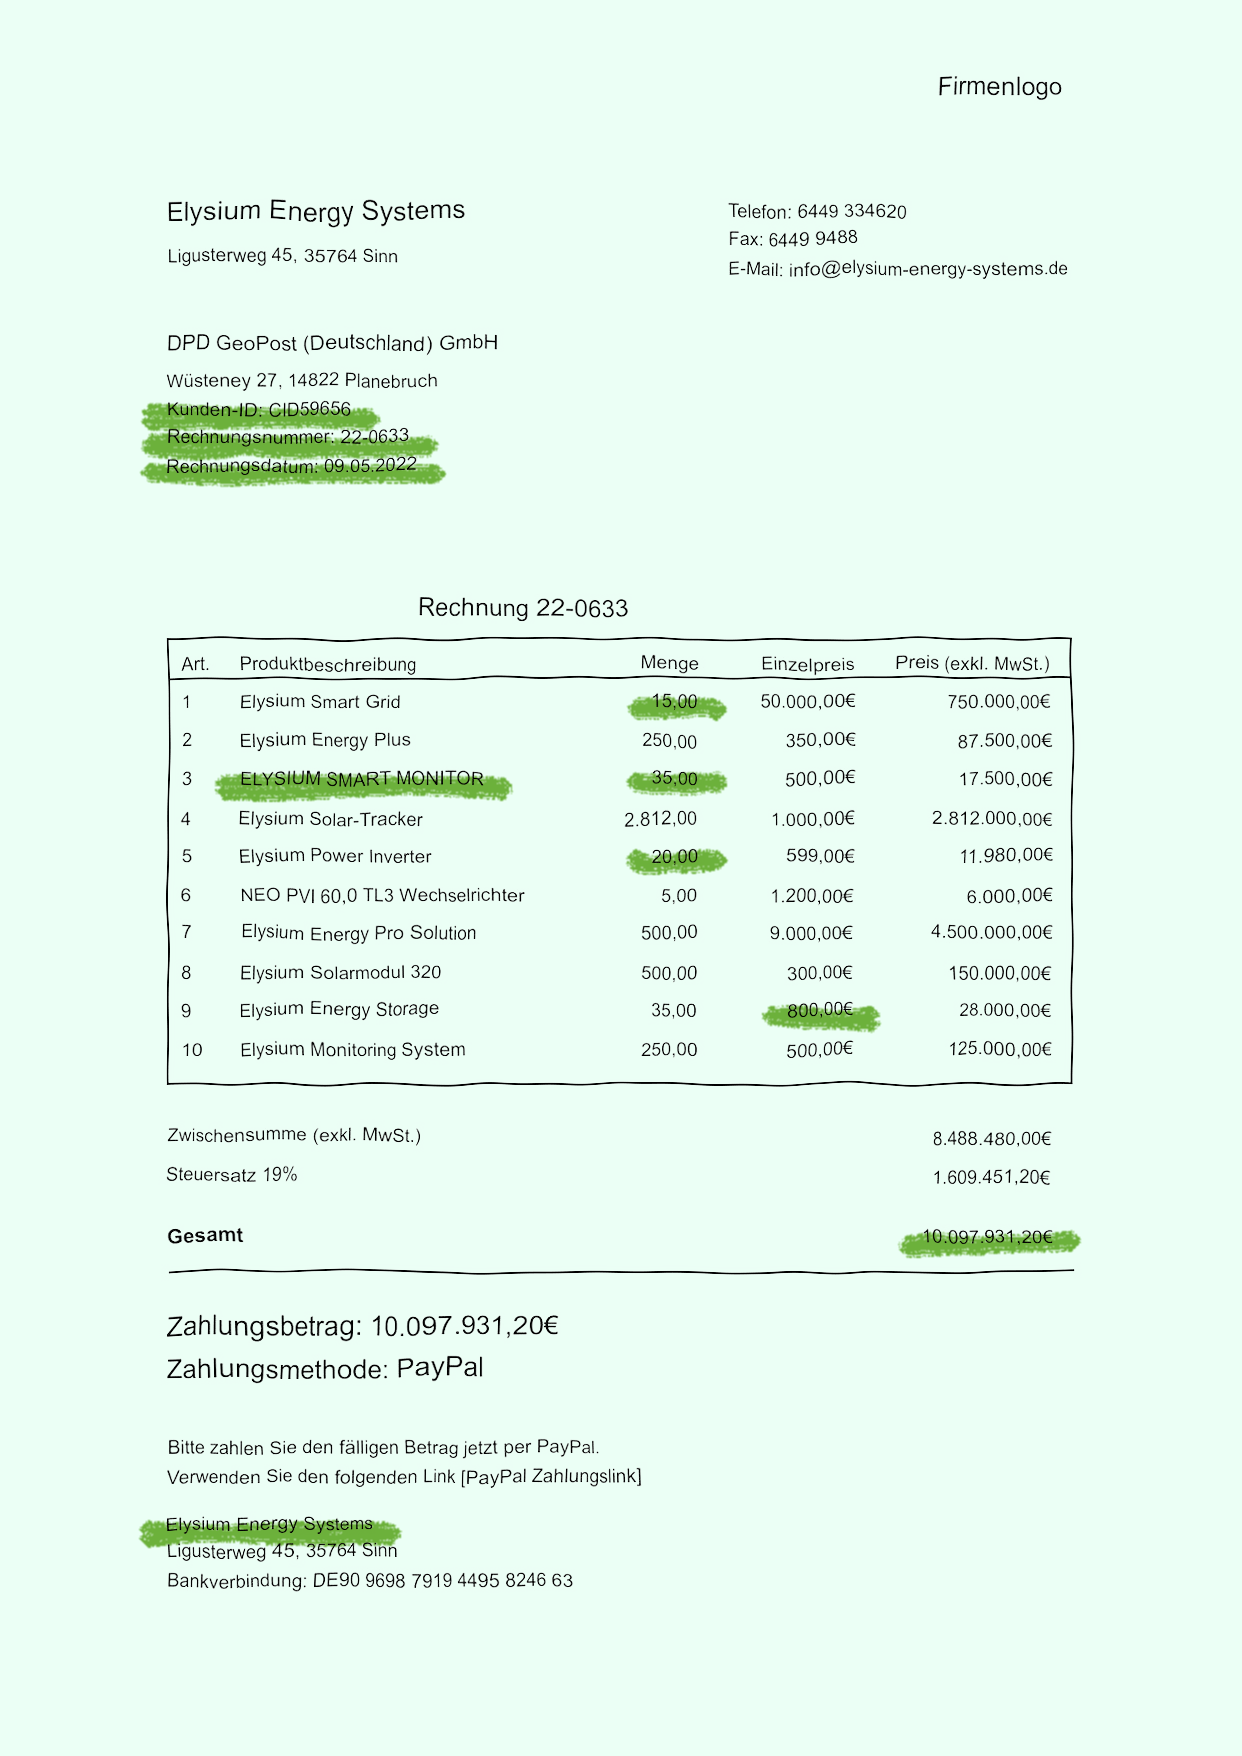 Firmenlogo
Elysium Energy Systems
Ligusterweg 45, 35764 Sinn
Telefon: 6449 334620
Fax: 6449 9488
E-Mail: info@elysium-energy-systems.de
DPD GeoPost (Deutschland) GmbH
Wüsteney 27, 14822 Planebruch
Kunden-ID: CID59656
Rechnungsnummer: 22-0633
Rechnungsdatum: 09.05.2022
Rechnung 22-0633
Art. Produktbeschreibung Menge Einzelpreis Preis (exkl. MwSt.)
1 Elysium Smart Grid 15,00 50.000,00€ 750.000,00€
2 Elysium Energy Plus 250,00 350,00€ 87.500,00€
3 ELYSIUM SMART MONITOR 35,00 500,00€ 17.500,00€
4 Elysium Solar-Tracker 2.812,00 1.000,00€ 2.812.000,00€
5 Elysium Power Inverter 20,00 599,00€ 11.980,00€
6 NEO PVI 60,0 TL3 Wechselrichter 5,00 1.200,00€ 6.000,00€
7 Elysium Energy Pro Solution 500,00 9.000,00€ 4.500.000,00€
8 Elysium Solarmodul 320 500,00 300,00€ 150.000,00€
9 Elysium Energy Storage 35,00 800,00€ 28.000,00€
10 Elysium Monitoring System 250,00 500,00€ 125.000,00€
Zwischensumme (exkl. MwSt.) 8.488.480,00€
Steuersatz 19% 1.609.451,20€
Gesamt 10.097.931,20€
Zahlungsbetrag: 10.097.931,20€
Zahlungsmethode: PayPal
Bitte zahlen Sie den fälligen Betrag jetzt per PayPal.
Verwenden Sie den folgenden Link [PayPal Zahlungslink]
Elysium Energy Systems
Ligusterweg 45, 35764 Sinn
Bankverbindung: DE90 9698 7919 4495 8246 63